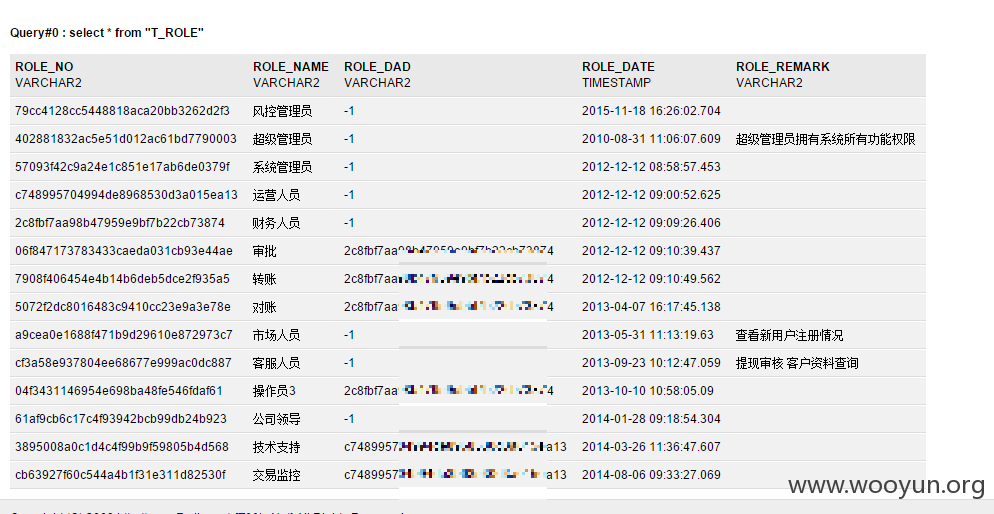 Query#0 : select * from "T_ROLE"
ROLE_NO ROLE_NAME ROLE_DAD ROLE_DATE ROLE_REMARK
VARCHAR2 VARCHAR2 VARCHAR2 TIMESTAMP VARCHAR2
79cc4128cc5448818aca20bb3262d2f3 风控管理员 -1 2015-11-18 16:26:02.704
402881832ac5e51d012ac61bd7790003 超级管理员 -1 2010-08-31 11:06:07.609 超级管理员拥有系统所有功能权限
57093f42c9a24e1c851e17ab6de0379f 系统管理员 -1 2012-12-12 08:58:57.453
c748995704994de8968530d3a015ea13 运营人员 -1 2012-12-12 09:00:52.625
2c8fbf7aa98b47959e9bf7b22cb73874 财务人员 -1 2012-12-12 09:09:26.406
06f847173783433caeda031cb93e44ae 审批 2c8fbf7aa98b47959e9bf7b22cb73874 2012-12-12 09:10:39.437
7908f406454e4b14b6deb5dce2f935a5 转账 2c8fbf7aa 4 2012-12-12 09:10:49.562
5072f2dc8016483c9410cc23e9a3e78e 对账 2c8fbf7aa 4 2013-04-07 16:17:45.138
a9cea0e1688f471b9d29610e872973c7 市场人员 -1 2013-05-31 11:13:19.63 查看新用户注册情况
cf3a58e937804ee68677e999ac0dc887 客服人员 -1 2013-09-23 10:12:47.059 提现审核 客户资料查询
04f3431146954e698ba48fe546fdaf61 操作员3 2c8fbf7aa 4 2013-10-10 10:58:05.09
61af9cb6c17c4f93942bcb99db24b923 公司领导 -1 2014-01-28 09:18:54.304
3895008a0c1d4c4f99b9f59805b4d568 技术支持 c7489957 a13 2014-03-26 11:36:47.607
cb63927f60c544a4b1f31e311d82530f 交易监控 c7489957 a13 2014-08-06 09:33:27.069
www.wooyun.org